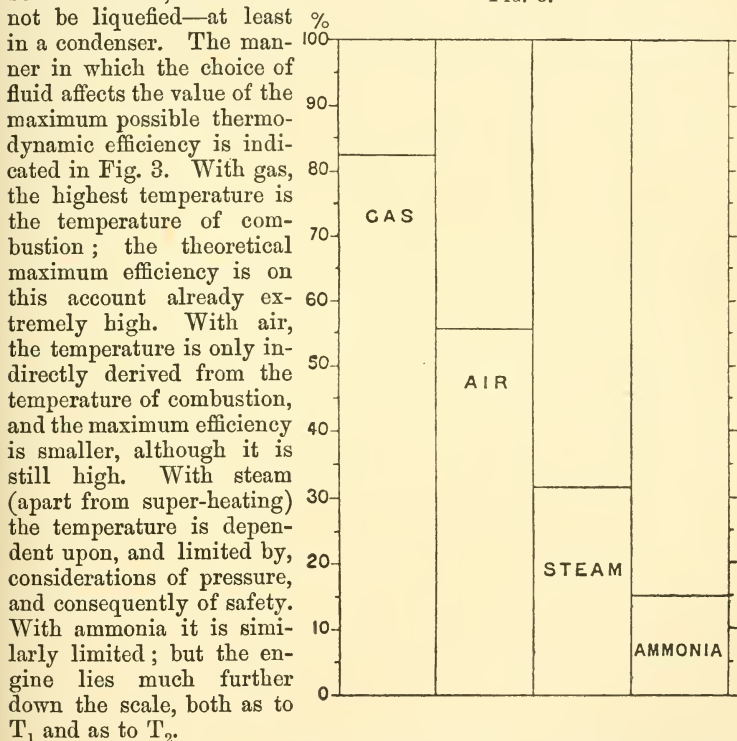 not be liquefied—at least
in a condenser. The man-
ner in which the choice of
fluid affects the value of the
maximum possible thermo-
dynamic efficiency is indi-
cated in Fig. 3. With gas,
the highest temperature is
the temperature of com-
bustion; the theoretical
maximum efficiency is on
this account already ex-
tremely high. With air,
the temperature is only in-
directly derived from the
temperature of combustion,
and the maximum efficiency
is smaller, although it is
still high. With steam
(apart from super-heating)
the temperature is depen-
dent upon, and limited by,
considerations of pressure,
and consequently of safety.
With ammonia it is simi-
larly limited; but the en-
gine lies much further
down the scale, both as to
T₁ and as to T₂.
%
100
90
80
70
60
50
40
30
20
10
0
GAS
AIR
STEAM
AMMONIA